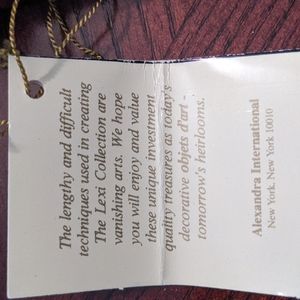 The lengthy and difficult
techniques used in creating
The Lexi Collection are
vanishing arts. We hope
you will enjoy and value
these unique investment
quality treasures as today's
decorative objets d'art -
tomorrow's heirlooms.
Alexandra International
New York, New York 10010